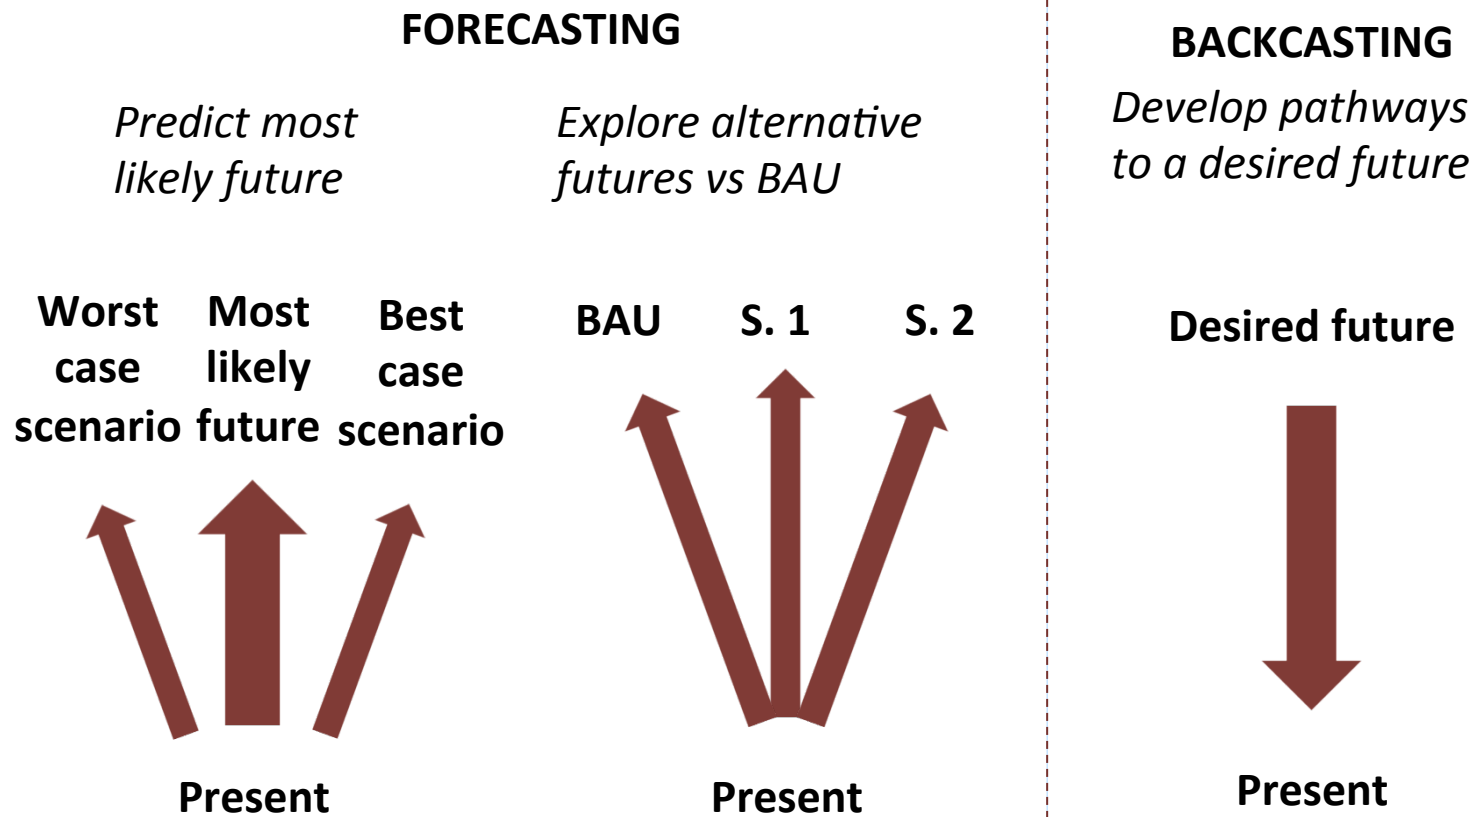 FORECASTING
Predict most
likely future
Explore alternative
futures vs BAU
Worst
case
scenario
Most
likely
future
Best
case
scenario
Present
BAU
S. 1
S. 2
Present
BACKCASTING
Develop pathways
to a desired future
Desired future
Present